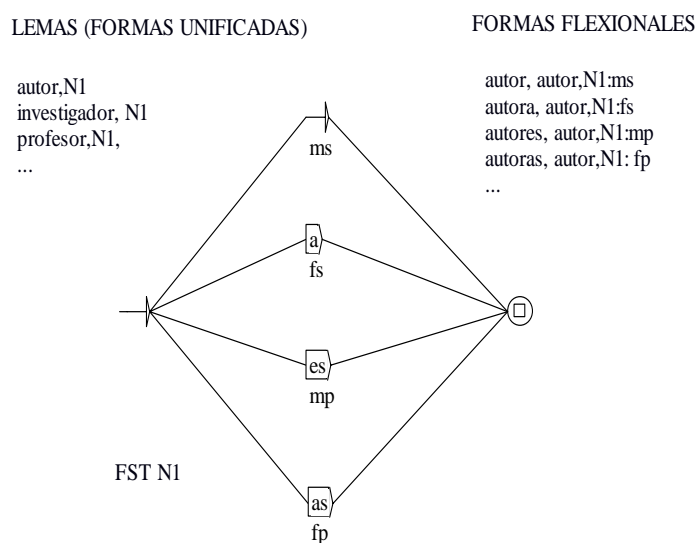 LEMAS (FORMAS UNIFICADAS)
autor,N1
investigador, N1
profesor,N1,
...
FORMAS FLEXIONALES
autor, autor,N1:ms
autora, autor,N1:fs
autores, autor,N1:mp
autoras, autor,N1: fp
...
ms
a
fs
es
mp
as
fp
FST N1